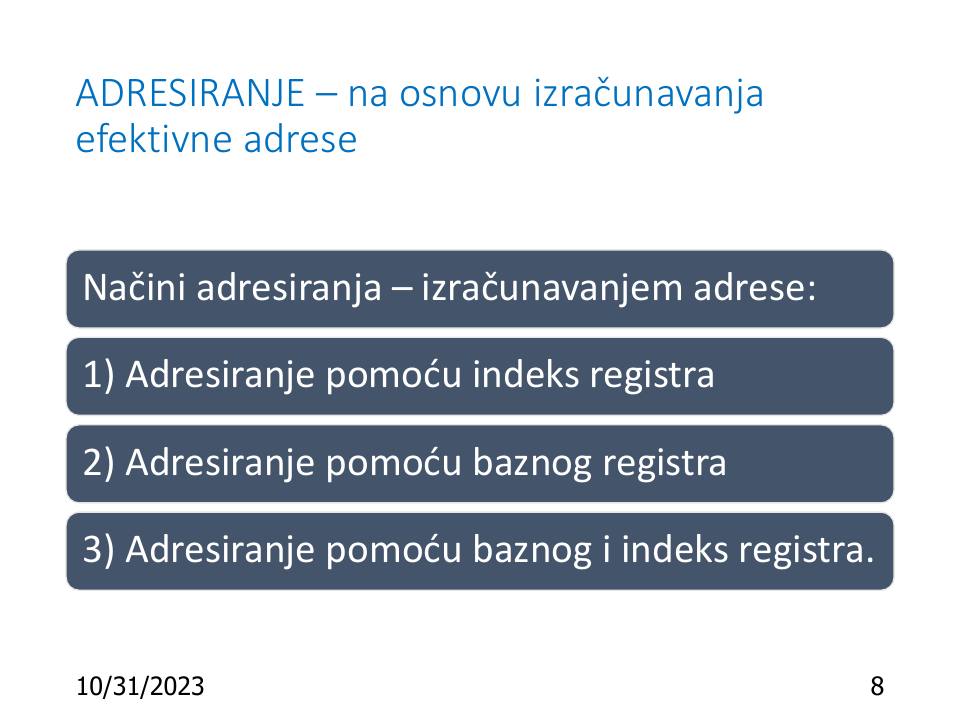 ADRESIRANJE – na osnovu izračunavanja
efektivne adrese
Načini adresiranja – izračunavanjem adrese:
1) Adresiranje pomoću indeks registra
2) Adresiranje pomoću baznog registra
3) Adresiranje pomoću baznog i indeks registra.
10/31/2023
8